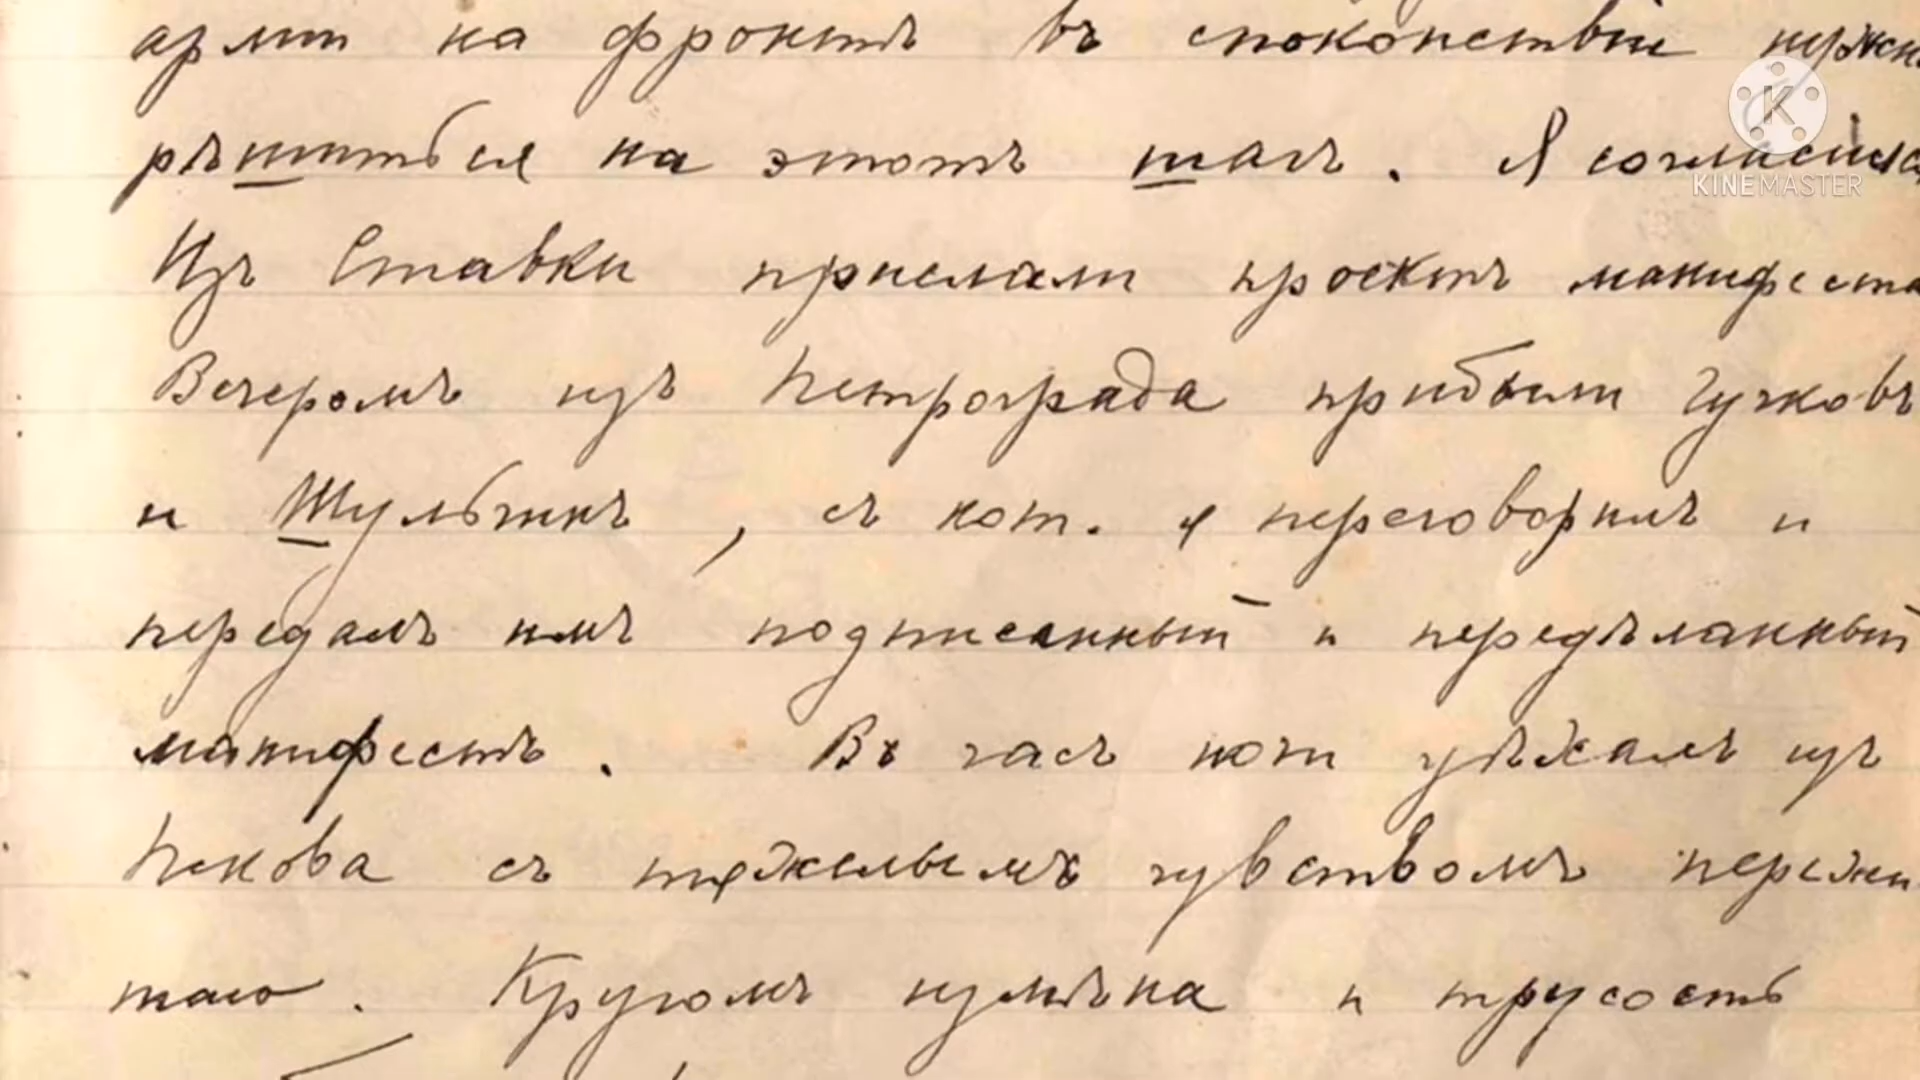 армiи на фронтѣ въ спокойствiи нужн
рѣшиться на этотъ шагъ. Я согласилс
Изъ Ставки прислали проектъ манифеста
Вечеромъ изъ Петрограда прибыли Гучковъ
и Шульгинъ, съ кот. я переговорилъ и
передалъ имъ подписанный и передѣланный
манифестъ. Въ часъ ночи уѣхалъ изъ
Пскова съ тяжелымъ чувствомъ пережи
таго. Кругомъ измѣна и трусость
K
KINEMASTER